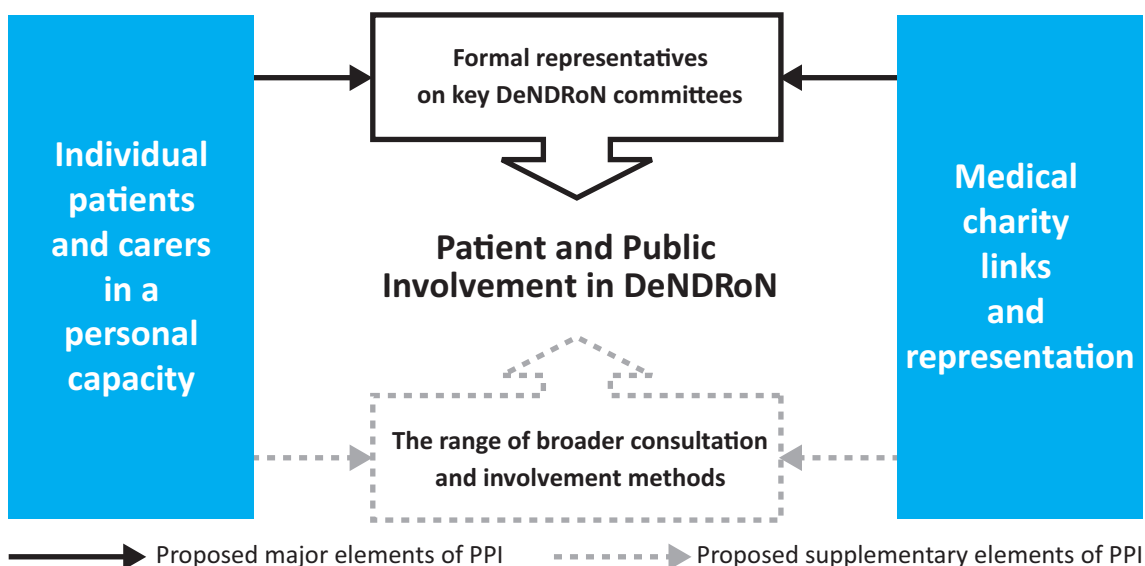 Formal representatives
on key DeNDRoN committees
Individual
patients
and carers
in a
personal
capacity
Patient and Public
Involvement in DeNDRoN
Medical
charity
links
and
representation
The range of broader consultation
and involvement methods
Proposed major elements of PPI
Proposed supplementary elements of PPI